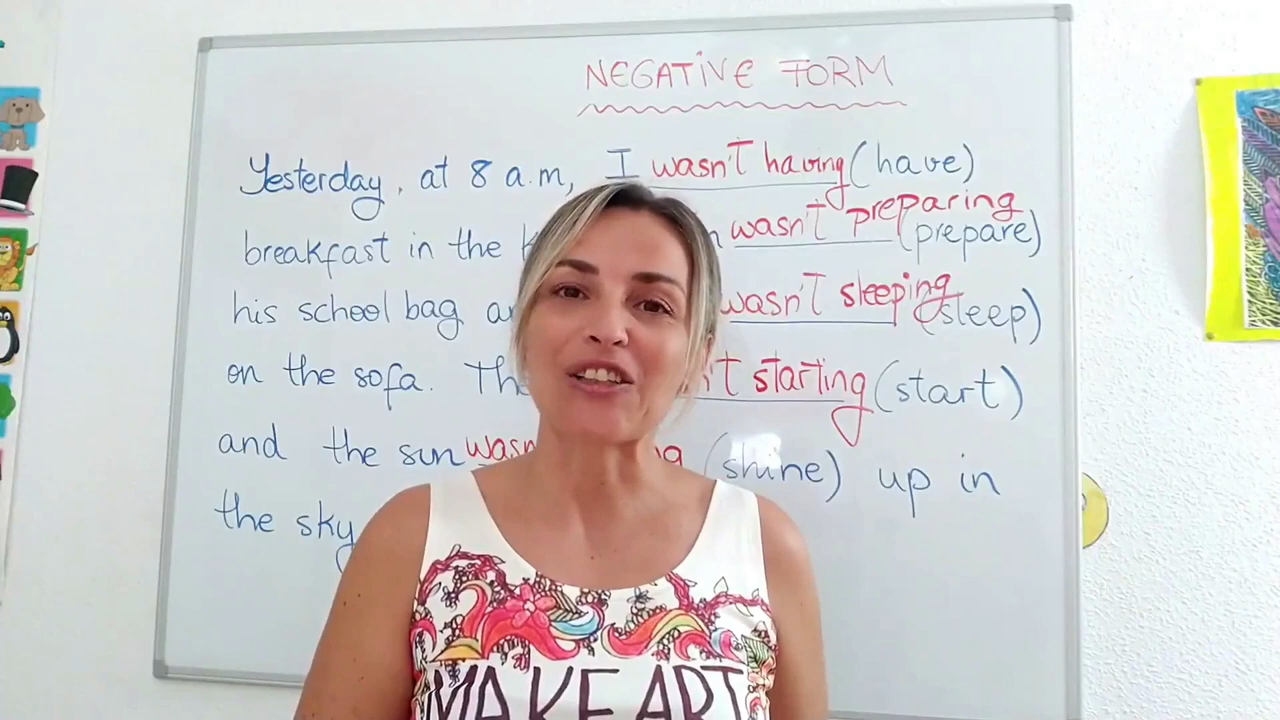 NEGATIVE FORM
Yesterday, at 8 a.m, I wasn't having (have)
breakfast in the wasn't preparing (prepare)
his school bag wasn't sleeping (sleep)
on the sofa. starting (start)
and the sun (shine) up in
the sky
MAKE ART